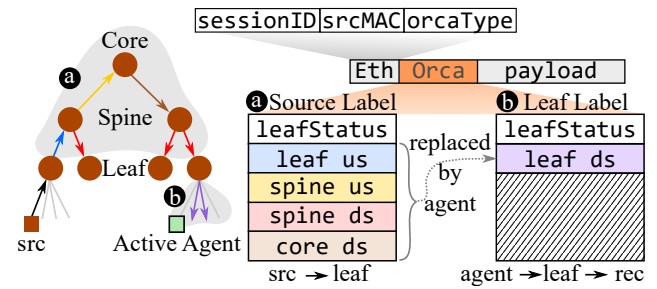 sessionID srcMAC orcaType
Core
a
Eth Orca payload
a Source Label
b Leaf Label
Spine
leafStatus
leafStatus
leaf us
replaced
leaf ds
Leaf
spine us
by
b
agent
spine ds
src
Active Agent
core ds
src → leaf
agent → leaf → rec